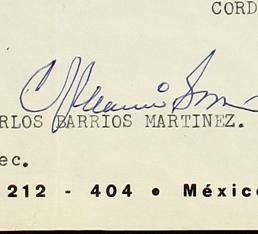 CORD
RLOS BARRIOS MARTINEZ.
ec.
212 - 404 • México